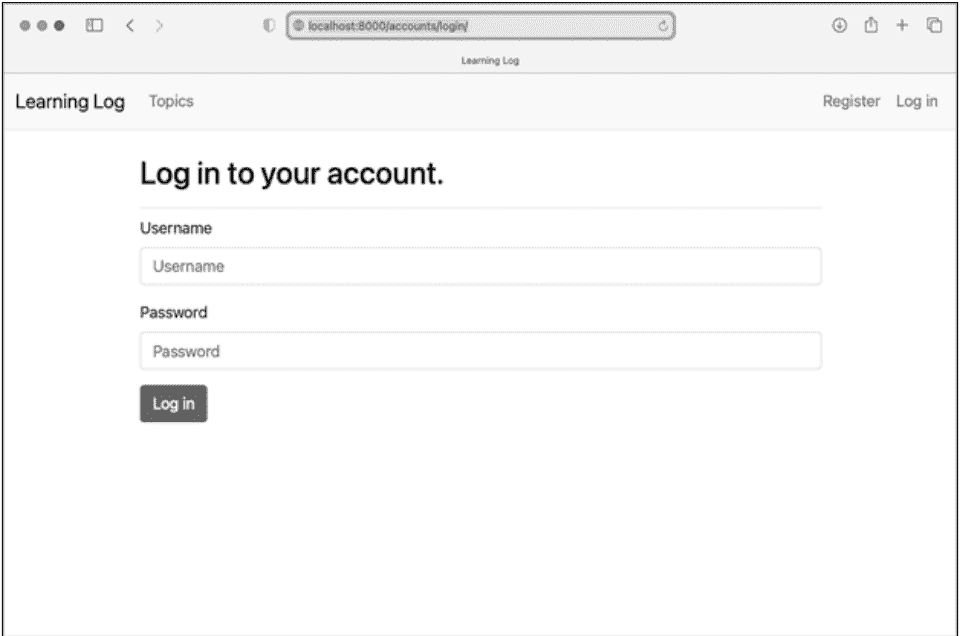 localhost:8000/accounts/login/
Learning Log
Learning Log Topics Register Log in
Log in to your account.
Username
Username
Password
Password
Log in